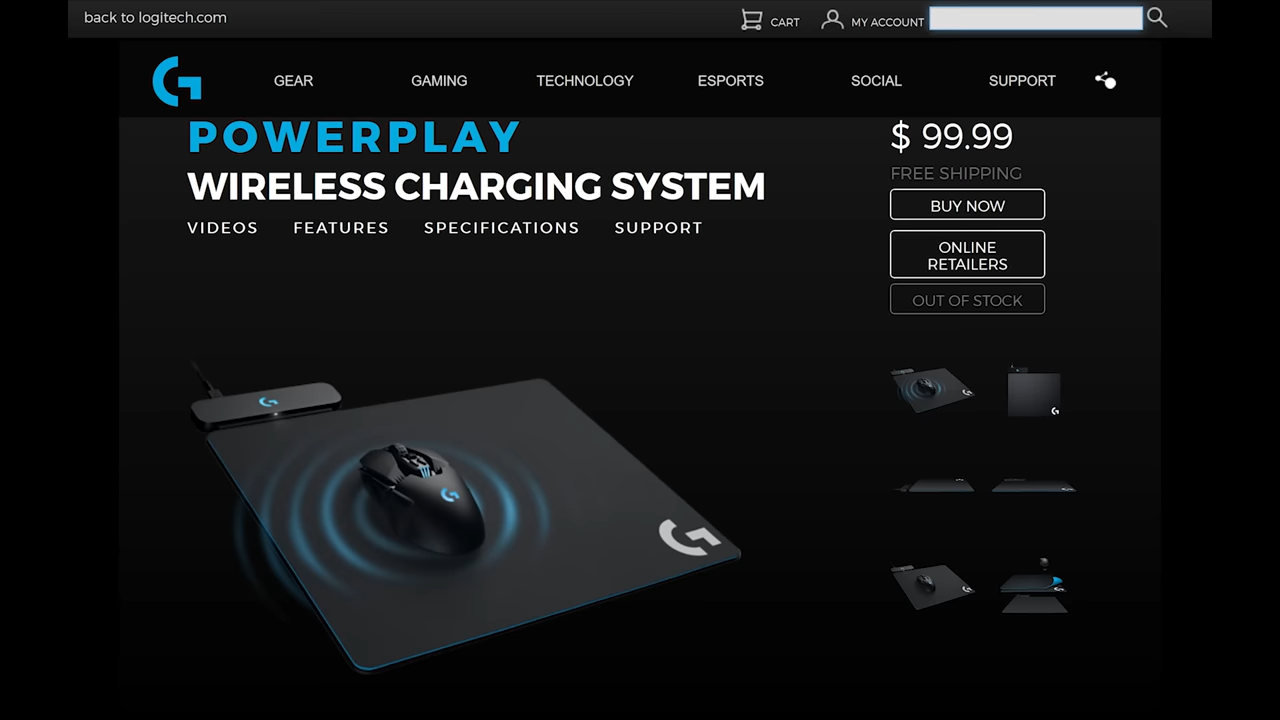 back to logitech.com
CART
MY ACCOUNT
GEAR
GAMING
TECHNOLOGY
ESPORTS
SOCIAL
SUPPORT
POWERPLAY
WIRELESS CHARGING SYSTEM
VIDEOS
FEATURES
SPECIFICATIONS
SUPPORT
$ 99.99
FREE SHIPPING
BUY NOW
ONLINE
RETAILERS
OUT OF STOCK